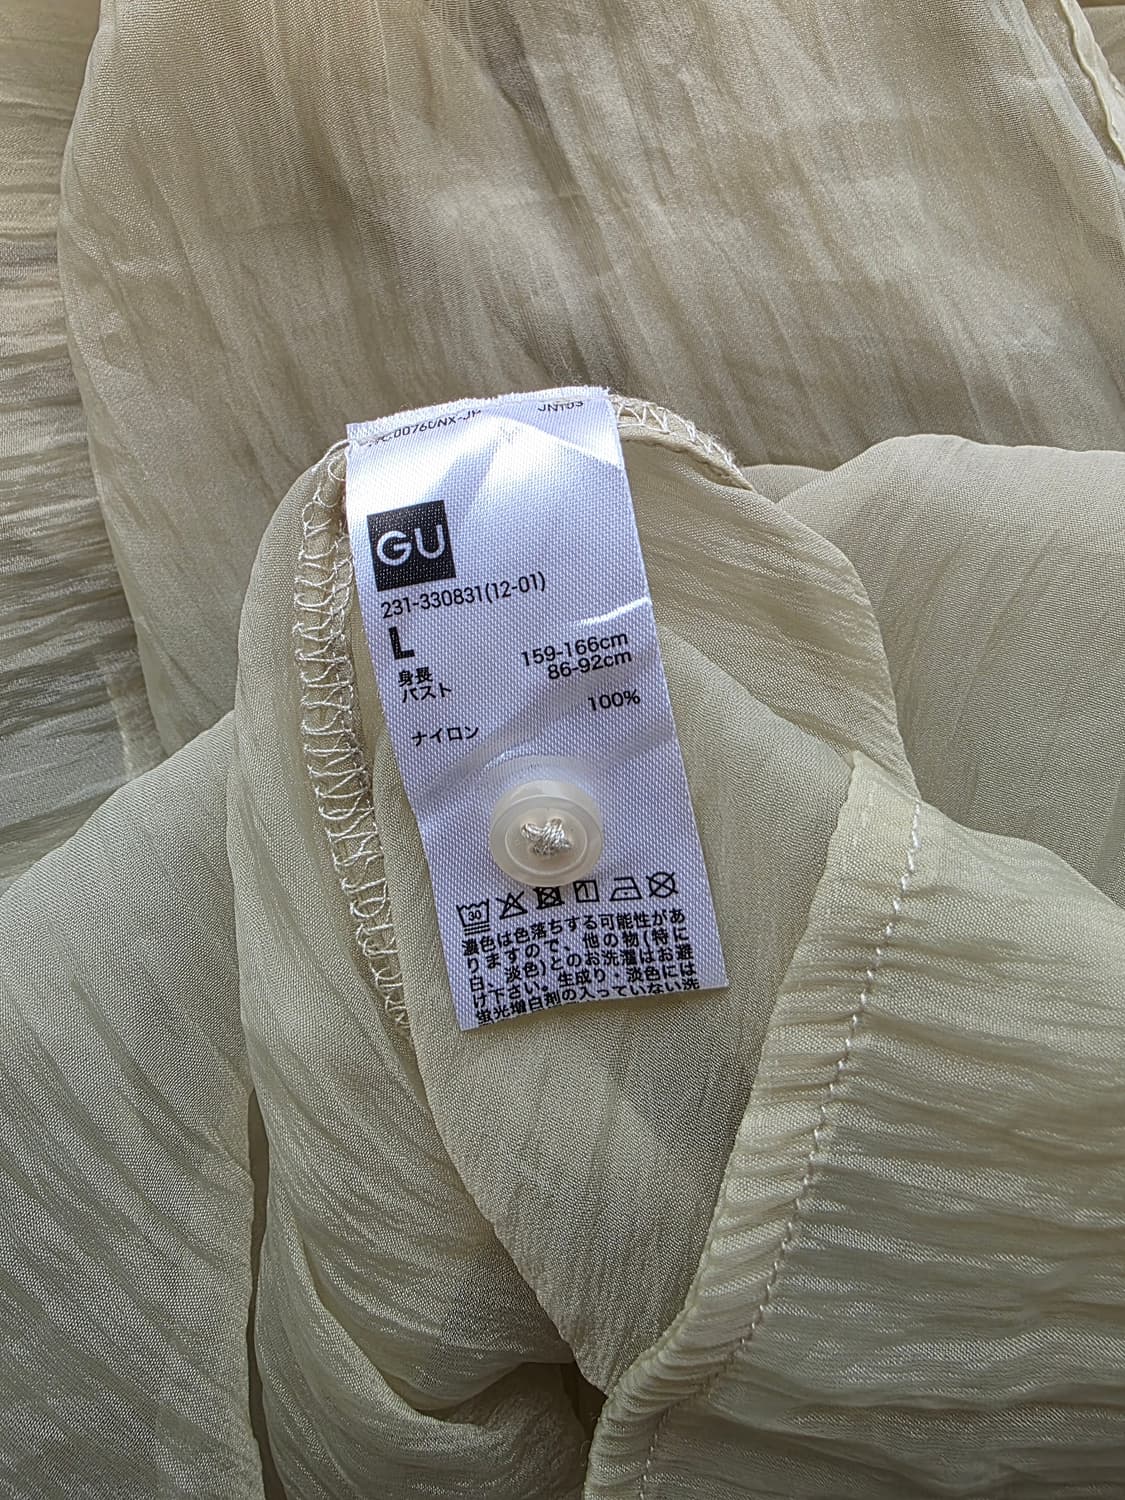 00760NX-JP JN103
GU
231-330831(12-01)
L
身長 159-166cm
バスト 86-92cm
100%
ナイロン
30
濃色は色落ちする可能性があ
りますので、他の物(特に
白、淡色)とのお洗濯はお避
け下さい。生成り・淡色には
蛍光増白剤の入っていない洗